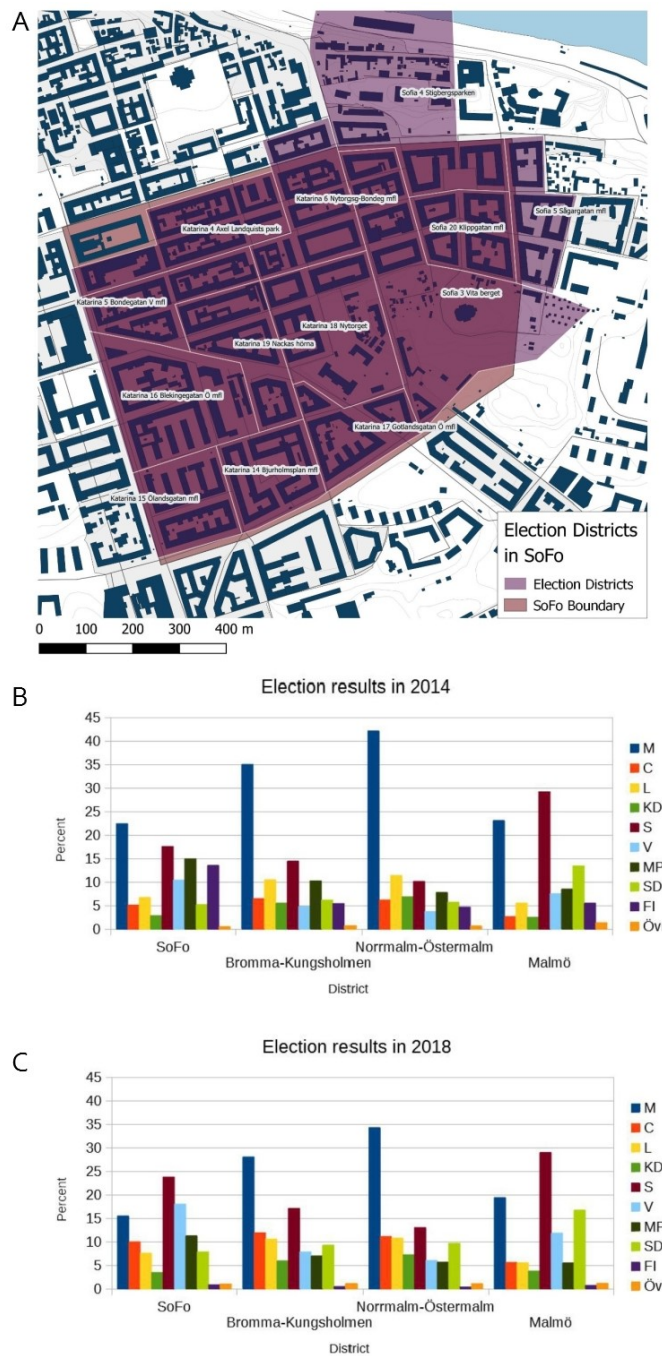 A
Sofia 4 Stigbergsparken
Katarina 6 Nytorgsg-Bondeg mfl
Sofia 5 Sågargatan mfl
Katarina 4 Axel Landquists park
Sofia 20 Klippgatan mfl
Sofia 3 Vita berget
Katarina 5 Bondegatan V mfl
Katarina 18 Nytorget
Katarina 19 Nackas hörna
Katarina 16 Blekingegatan Ö mfl
Katarina 17 Gotlandsgatan Ö mfl
Katarina 14 Bjurholmsplan mfl
Katarina 15 Ölandsgatan mfl
Election Districts
in SoFo
Election Districts
SoFo Boundary
0 100 200 300 400 m
B
Election results in 2014
45
40
35
30
25
20
15
10
5
0
Percent
M
C
L
KD
S
V
MP
SD
FI
Öv
SoFo Norrmalm-Östermalm
Bromma-Kungsholmen Malmö
District
C
Election results in 2018
45
40
35
30
25
20
15
10
5
0
Percent
M
C
L
KD
S
V
MP
SD
FI
Öv
SoFo Norrmalm-Östermalm
Bromma-Kungsholmen Malmö
District